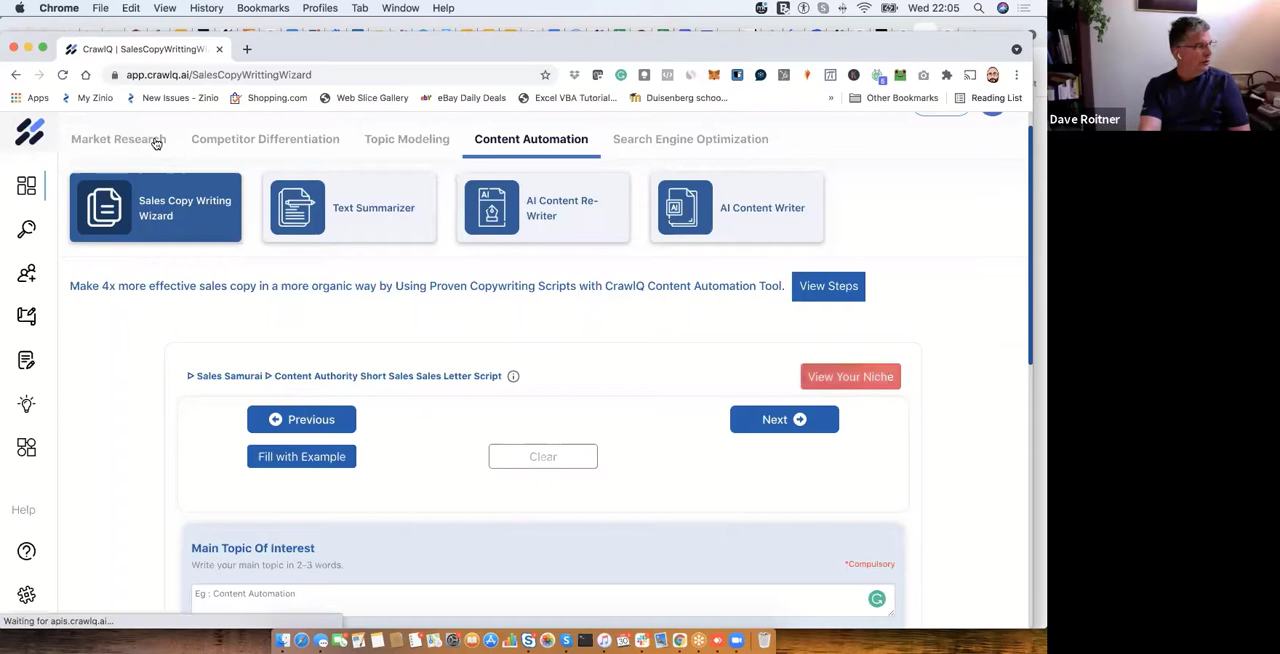 Chrome File Edit View History Bookmarks Profiles Tab Window Help Wed 22:05
CrawlQ | SalesCopyWrittingWi
app.crawlq.ai/SalesCopyWrittingWizard
Apps My Zinio New Issues - Zinio Shopping.com Web Slice Gallery eBay Daily Deals Excel VBA Tutorial... Duisenberg schoo... » Other Bookmarks Reading List
Dave Roitner
Market Research Competitor Differentiation Topic Modeling Content Automation Search Engine Optimization
Sales Copy Writing
Wizard
Text Summarizer
AI Content Re-
Writer
AI Content Writer
Make 4x more effective sales copy in a more organic way by Using Proven Copywriting Scripts with CrawlQ Content Automation Tool. View Steps
Sales Samurai Content Authority Short Sales Sales Letter Script View Your Niche
Previous Next
Fill with Example Clear
Help
Main Topic Of Interest
Write your main topic in 2-3 words. *Compulsory
Eg : Content Automation
Waiting for apis.crawlq.ai...